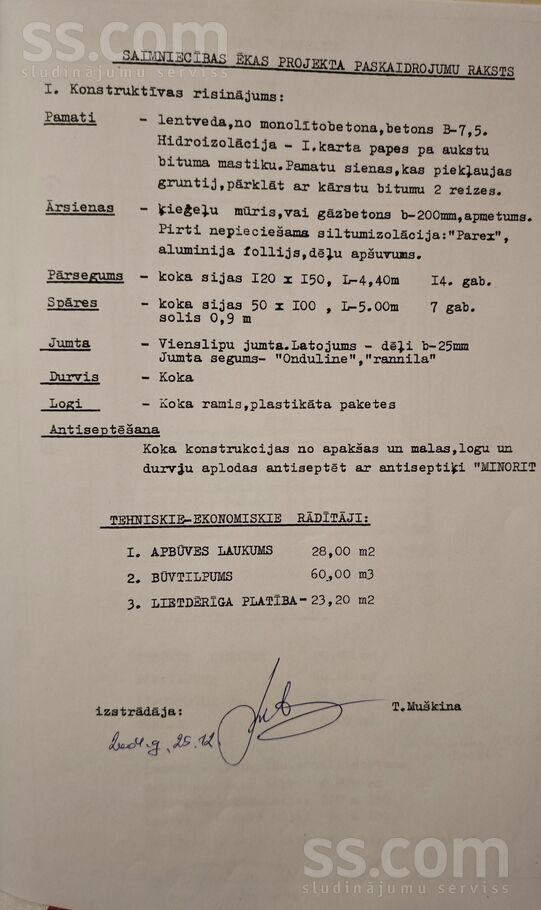 ss.com
sludinājumu serviss
SAIMNIECĪBAS ĒKAS PROJEKTA PASKAIDROJUMU RAKSTS
I. Konstruktīvas risinājums:
Pamati - lentveda,no monolītobetona,betons B-7,5.
Hidroizolācija - I.karta papes pa aukstu
bituma mastiku.Pamatu sienas,kas piekļaujas
gruntij,pārklāt ar kārstu bitumu 2 reizes.
Ārsienas - ķieģeļu mūris,vai gāzbetons b-200mm,apmetums.
Pirti nepieciešama siltumizolācija:"Parex",
aluminija follijs,dēļu apšuvums.
Pārsegums - koka sijas I20 x I50, L-4,40m I4. gab.
Spāres - koka sijas 50 x I00 , L-5.00m 7 gab.
solis 0,9 m
Jumta - Vienslipu jumta.Latojums - dēļi b-25mm
Jumta segums- "Onduline","rannila"
Durvis - Koka
Logi - Koka ramis,plastikāta paketes
Antiseptēšana
Koka konstrukcijas no apakšas un malas,logu un
durvju aplodas antiseptēt ar antiseptiķi "MINORIT
TEHNISKIE-EKONOMISKIE RĀDĪTĀJI:
I. APBŪVES LAUKUMS 28,00 m2
2. BŪVTILPUMS 60,00 m3
3. LIETDĒRĪGA PLATĪBA- 23,20 m2
izstrādāja: T.Muškina
25.12.
ss.com
sludinājumu serviss